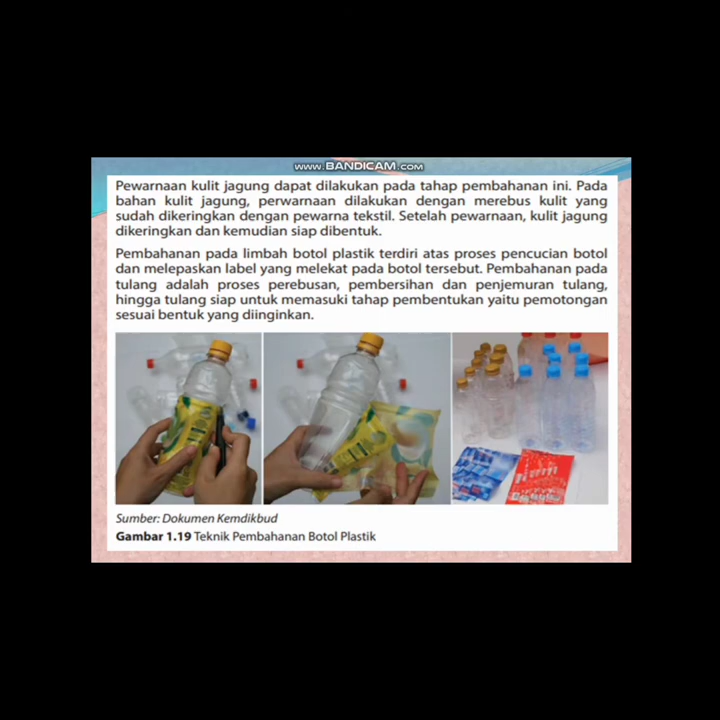 www.BANDICAM.com
Pewarnaan kulit jagung dapat dilakukan pada tahap pembahanan ini. Pada
bahan kulit jagung, perwarnaan dilakukan dengan merebus kulit yang
sudah dikeringkan dengan pewarna tekstil. Setelah pewarnaan, kulit jagung
dikeringkan dan kemudian siap dibentuk.
Pembahanan pada limbah botol plastik terdiri atas proses pencucian botol
dan melepaskan label yang melekat pada botol tersebut. Pembahanan pada
tulang adalah proses perebusan, pembersihan dan penjemuran tulang,
hingga tulang siap untuk memasuki tahap pembentukan yaitu pemotongan
sesuai bentuk yang diinginkan.
Sumber: Dokumen Kemdikbud
Gambar 1.19 Teknik Pembahanan Botol Plastik